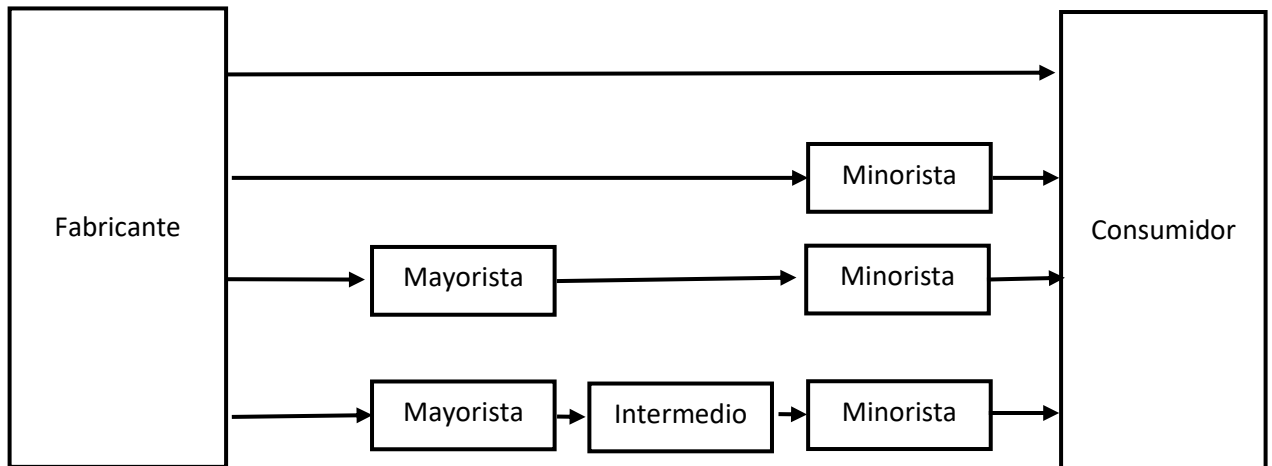 Minorista
Fabricante
Consumidor
Mayorista
Minorista
Mayorista
Intermedio
Minorista